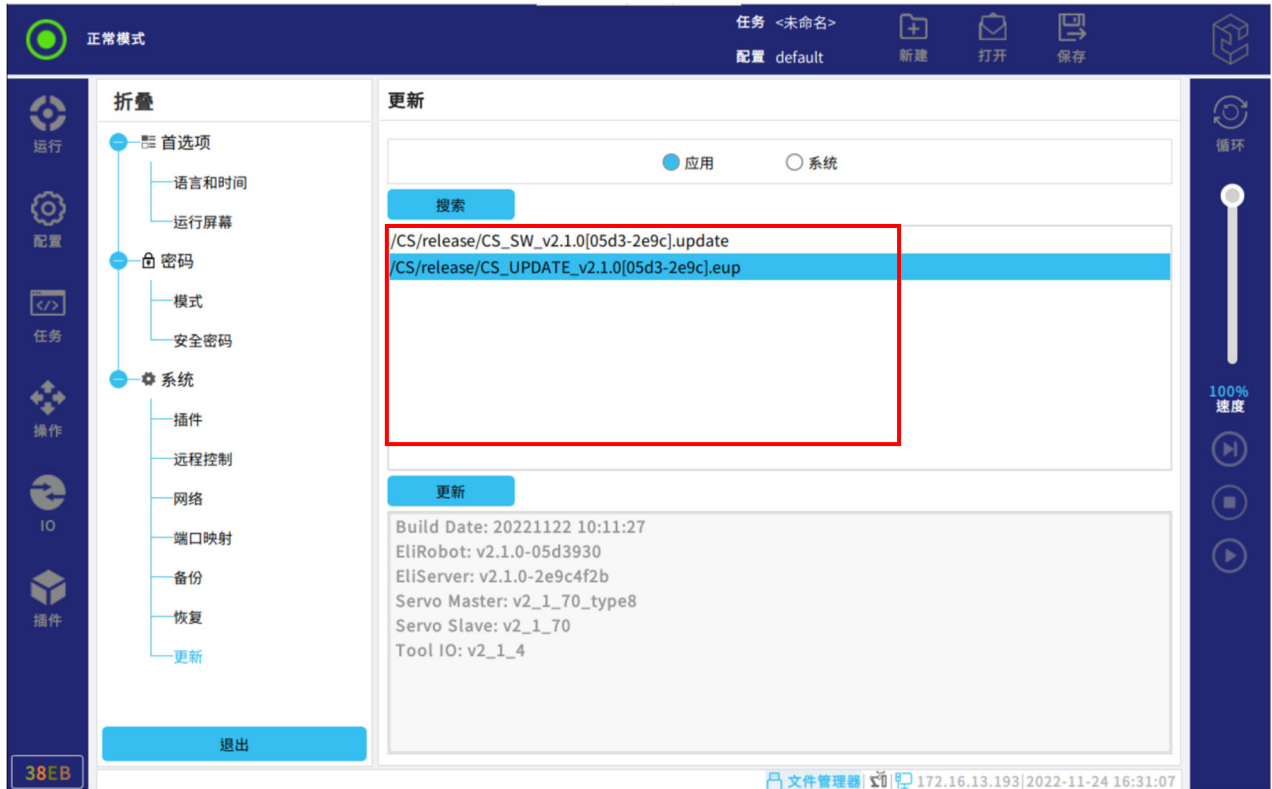 正常模式
任务 <未命名>
配置 default
新建
打开
保存
运行
配置
任务
操作
IO
插件
38EB
折叠
首选项
语言和时间
运行屏幕
密码
模式
安全密码
系统
插件
远程控制
网络
端口映射
备份
恢复
更新
退出
更新
应用 系统
搜索
/CS/release/CS_SW_v2.1.0[05d3-2e9c].update
/CS/release/CS_UPDATE_v2.1.0[05d3-2e9c].eup
更新
Build Date: 20221122 10:11:27
EliRobot: v2.1.0-05d3930
EliServer: v2.1.0-2e9c4f2b
Servo Master: v2_1_70_type8
Servo Slave: v2_1_70
Tool IO: v2_1_4
循环
100%
速度
文件管理器| |172.16.13.193|2022-11-24 16:31:07